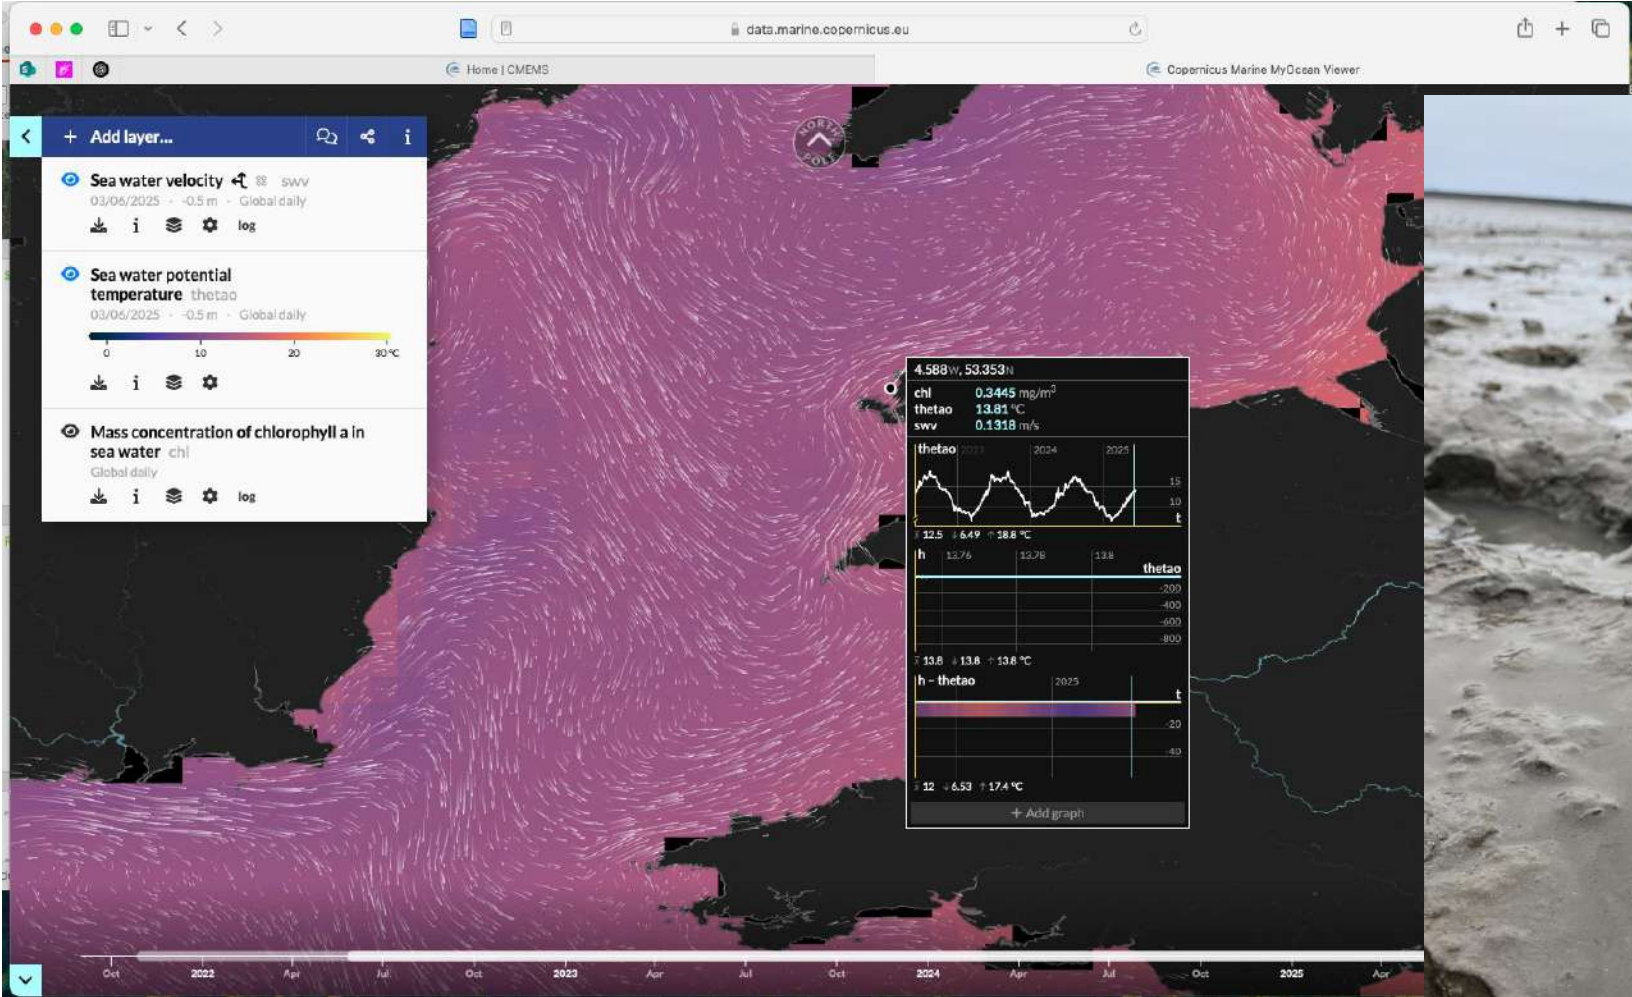 data.marine.copernicus.eu
Home | CMEMS
Copernicus Marine MyOcean Viewer
+ Add layer...
Sea water velocity swv
03/06/2025 · -0.5 m · Global daily
log
Sea water potential
temperature thetao
03/06/2025 · -0.5 m · Global daily
0 10 20 30 °C
Mass concentration of chlorophyll a in
sea water chl
Global daily
log
NORTH
POLE
4.588W, 53.353N
chl 0.3445 mg/m³
thetao 13.81 °C
swv 0.1318 m/s
thetao 2023 2024 2025
15
10
t
x̄ 12.5 ↓ 6.49 ↑ 18.8 °C
h 13.76 13.78 13.8
thetao
-200
-400
-600
-800
x̄ 13.8 ↓ 13.8 ↑ 13.8 °C
h – thetao 2025
t
-20
-40
x̄ 12 ↓ 6.53 ↑ 17.4 °C
+ Add graph
Oct 2022 Apr Jul Oct 2023 Apr Jul Oct 2024 Apr Jul Oct 2025 Apr